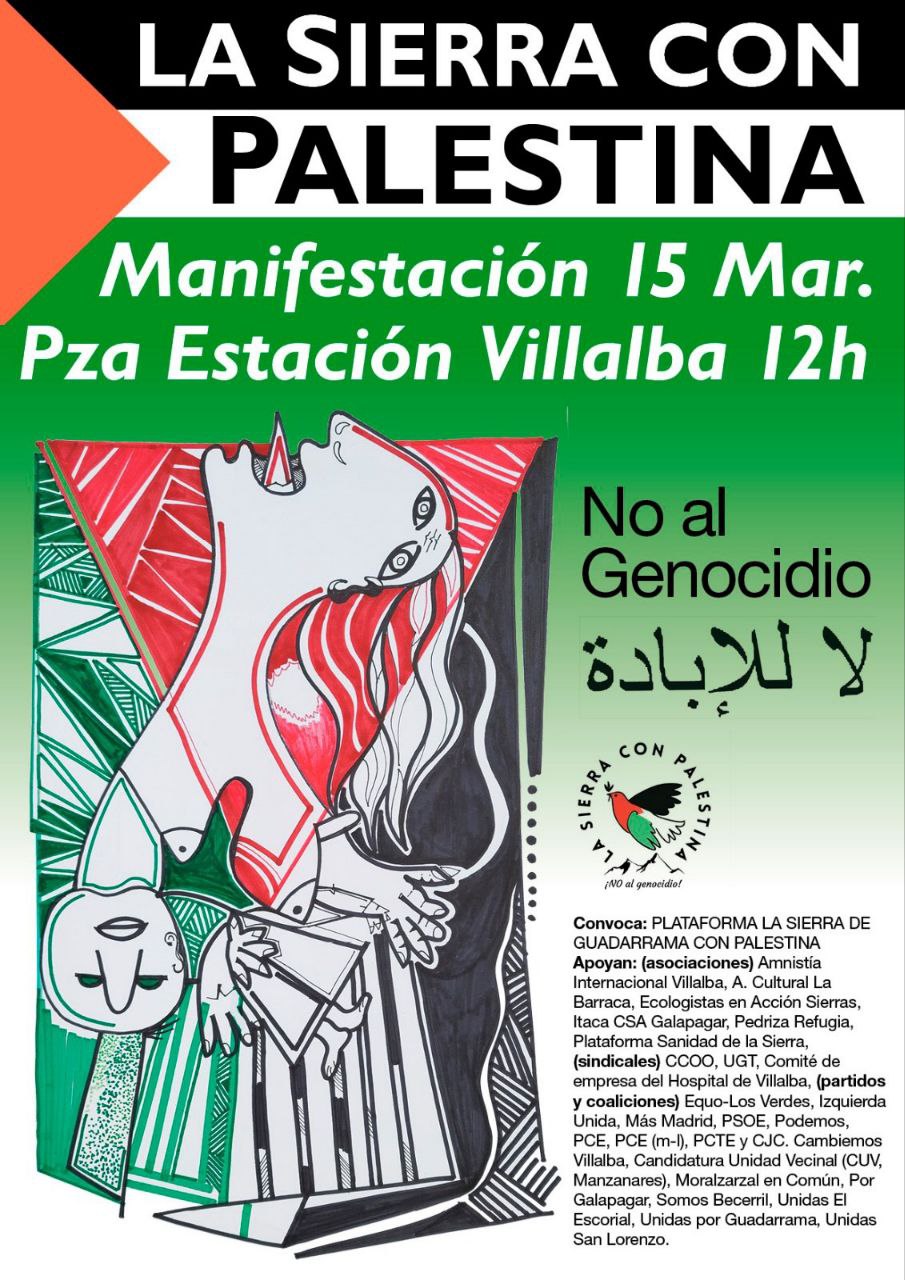 LA SIERRA CON
PALESTINA
Manifestación 15 Mar.
Pza Estación Villalba 12h
No al
Genocidio
لا للإبادة
LA SIERRA CON PALESTINA
¡NO al genocidio!
Convoca: PLATAFORMA LA SIERRA DE
GUADARRAMA CON PALESTINA
Apoyan: (asociaciones) Amnistía
Internacional Villalba, A. Cultural La
Barraca, Ecologistas en Acción Sierras,
Itaca CSA Galapagar, Pedriza Refugia,
Plataforma Sanidad de la Sierra,
(sindicales) CCOO, UGT, Comité de
empresa del Hospital de Villalba, (partidos
y coaliciones) Equo-Los Verdes, Izquierda
Unida, Más Madrid, PSOE, Podemos,
PCE, PCE (m-l), PCTE y CJC. Cambiemos
Villalba, Candidatura Unidad Vecinal (CUV,
Manzanares), Moralzarzal en Común, Por
Galapagar, Somos Becerril, Unidas El
Escorial, Unidas por Guadarrama, Unidas
San Lorenzo.